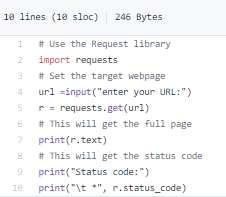 10 lines (10 sloc) 246 Bytes
1 # Use the Request library
2 import requests
3 # Set the target webpage
4 url =input("enter your URL:")
5 r = requests.get(url)
6 # This will get the full page
7 print(r.text)
8 # This will get the status code
9 print("Status code:")
10 print("\t *", r.status_code)